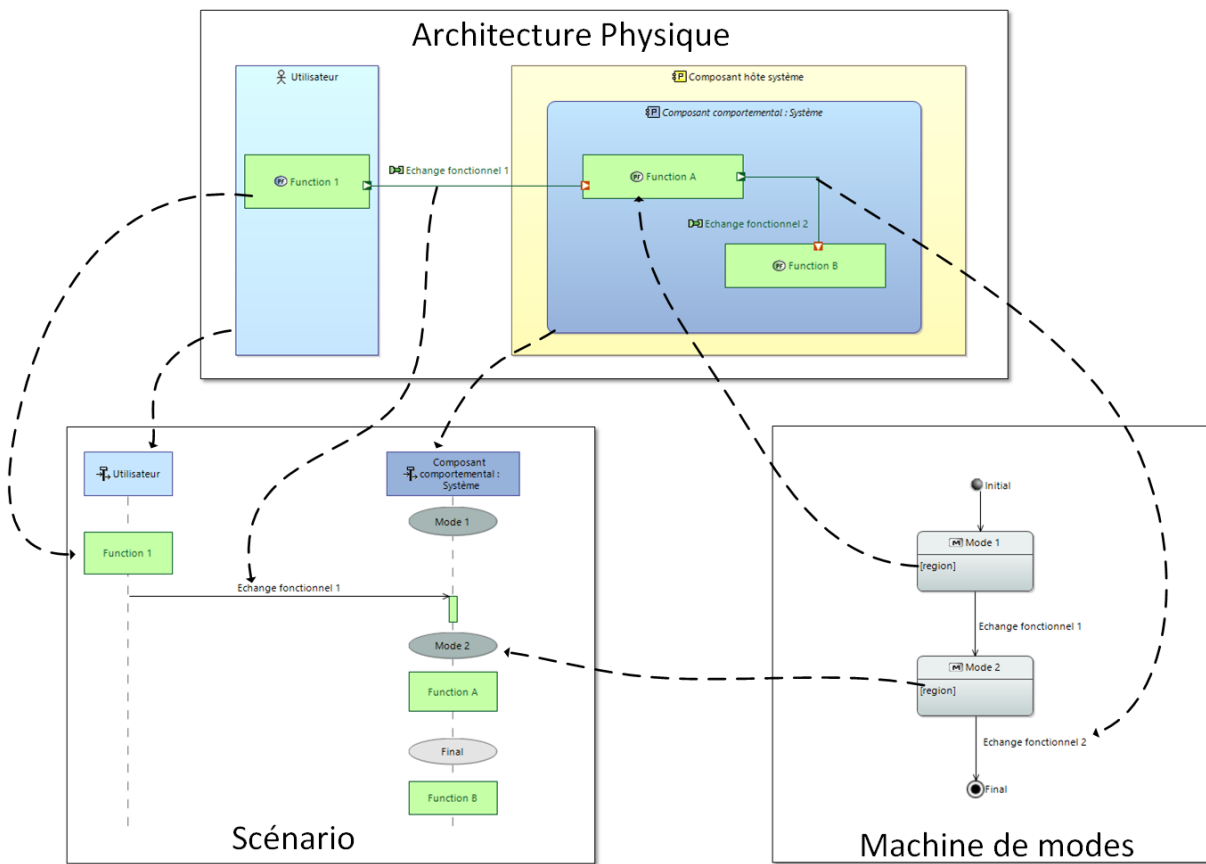 Architecture Physique
Utilisateur
Composant hôte système
Composant comportemental : Système
Echange fonctionnel 1
Function 1
Function A
Echange fonctionnel 2
Function B
Utilisateur
Composant
comportemental :
Système
Mode 1
Function 1
Echange fonctionnel 1
Mode 2
Function A
Final
Function B
Scénario
Initial
Mode 1
[region]
Echange fonctionnel 1
Mode 2
[region]
Echange fonctionnel 2
Final
Machine de modes